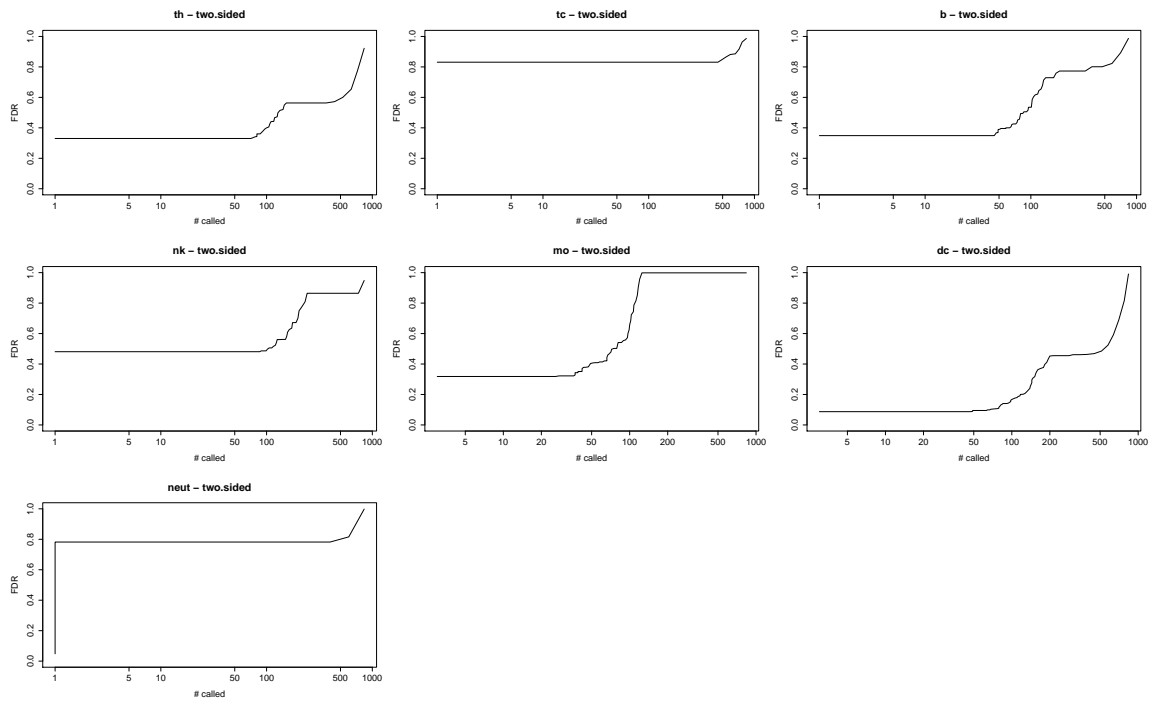 th – two.sided
FDR
0.0 0.2 0.4 0.6 0.8 1.0
1 5 10 50 100 500 1000
# called
tc – two.sided
FDR
0.0 0.2 0.4 0.6 0.8 1.0
1 5 10 50 100 500 1000
# called
b – two.sided
FDR
0.0 0.2 0.4 0.6 0.8 1.0
1 5 10 50 100 500 1000
# called
nk – two.sided
FDR
0.0 0.2 0.4 0.6 0.8 1.0
1 5 10 50 100 500 1000
# called
mo – two.sided
FDR
0.0 0.2 0.4 0.6 0.8 1.0
5 10 20 50 100 200 500 1000
# called
dc – two.sided
FDR
0.0 0.2 0.4 0.6 0.8 1.0
5 10 20 50 100 200 500 1000
# called
neut – two.sided
FDR
0.0 0.2 0.4 0.6 0.8 1.0
1 5 10 50 100 500 1000
# called